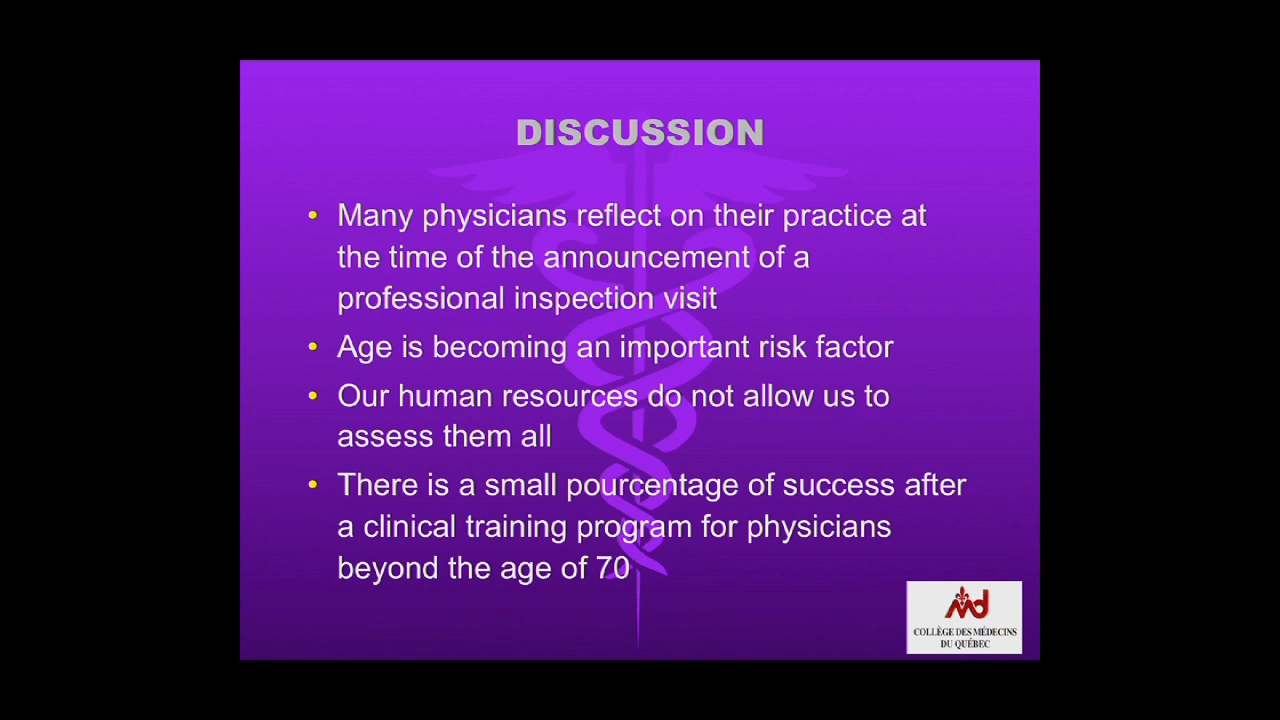 DISCUSSION
• Many physicians reflect on their practice at
the time of the announcement of a
professional inspection visit
• Age is becoming an important risk factor
• Our human resources do not allow us to
assess them all
• There is a small pourcentage of success after
a clinical training program for physicians
beyond the age of 70
Md
COLLÈGE DES MÉDECINS
DU QUÉBEC